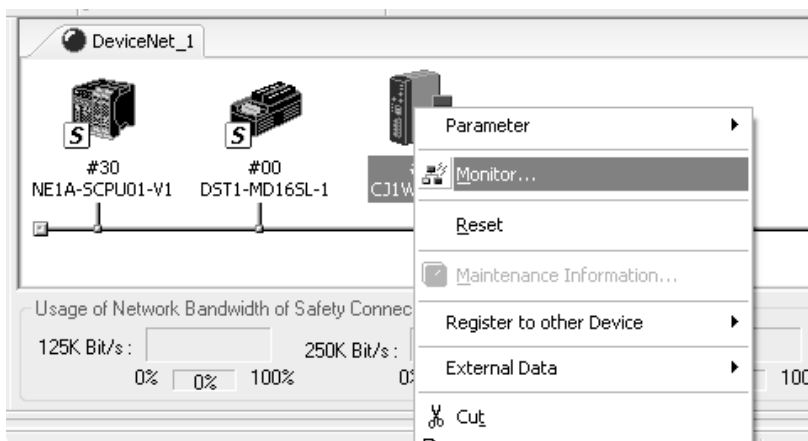 DeviceNet_1
S
S
#30
#00
NE1A-SCPU01-V1
DST1-MD16SL-1
CJ1W
Parameter
Monitor...
Reset
Maintenance Information...
Register to other Device
External Data
Cut
Usage of Network Bandwidth of Safety Connec
125K Bit/s :
250K Bit/s :
0%
0%
100%
0
100